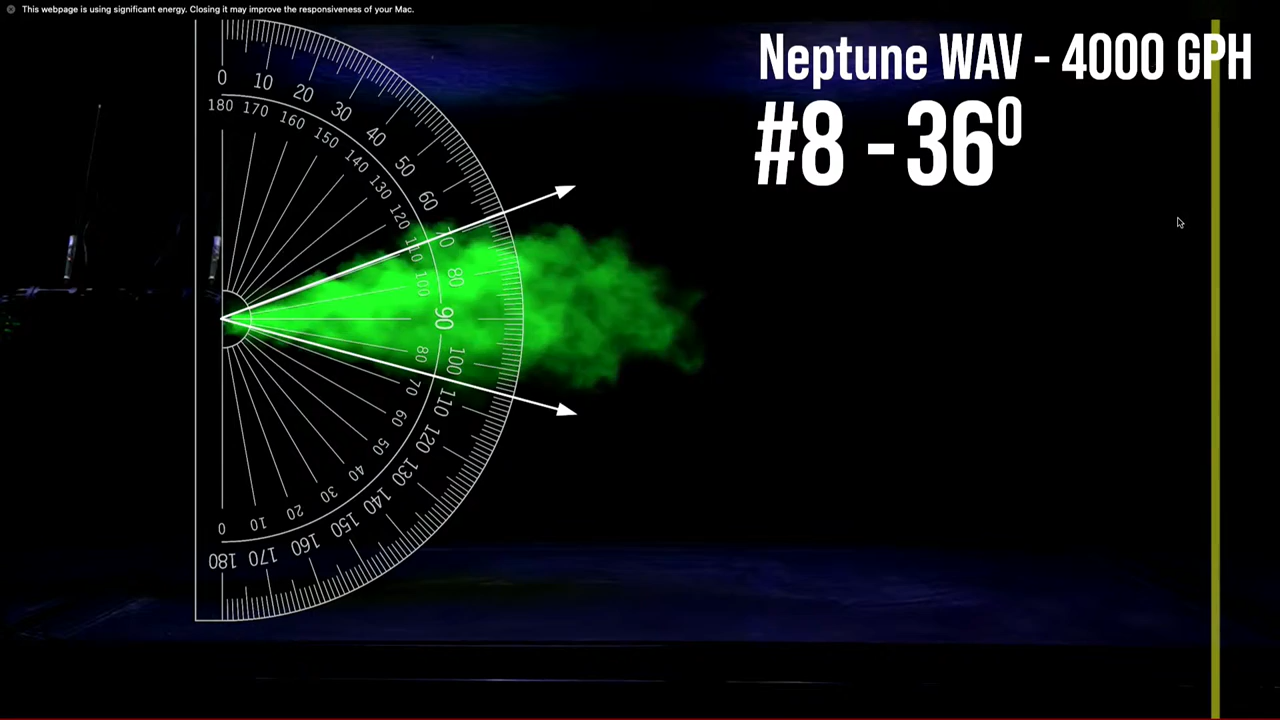 This webpage is using significant energy. Closing it may improve the responsiveness of your Mac.
Neptune WAV - 4000 GPH
#8 - 36⁰
0 10 20 30 40 50 60 70 80 90 100 110 120 130 140 150 160 170 180
180 170 160 150 140 130 120 110 100 80 70 60 50 40 30 20 10 0